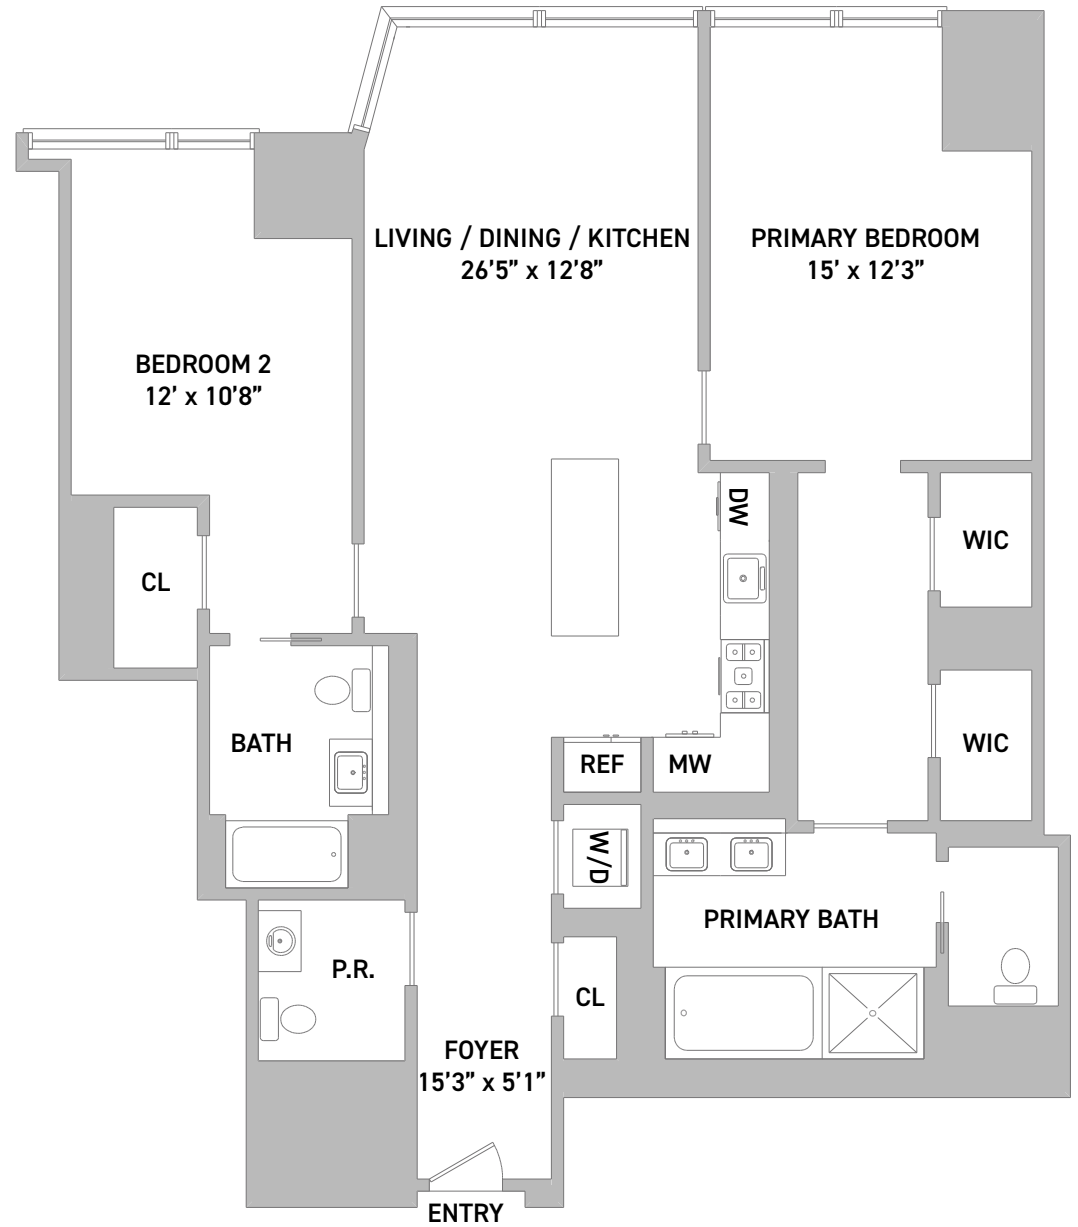 LIVING / DINING / KITCHEN
26'5” x 12'8”
PRIMARY BEDROOM
15' x 12'3”
BEDROOM 2
12' x 10'8”
DW
WIC
CL
BATH
REF
MW
WIC
W/D
PRIMARY BATH
P.R.
CL
FOYER
15'3” x 5'1”
ENTRY